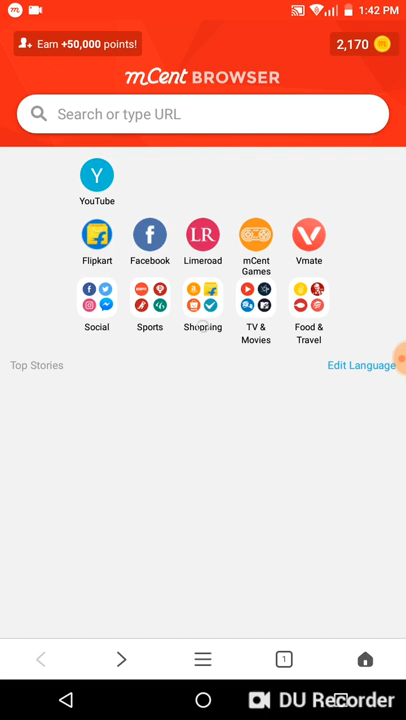 1:42 PM
Earn +50,000 points!
2,170
mCent BROWSER
Search or type URL
Y
YouTube
LR
Flipkart
Facebook
Limeroad
mCent Games
Vmate
Social
Sports
Shopping
TV & Movies
Food & Travel
Top Stories
Edit Language
1
DU Recorder